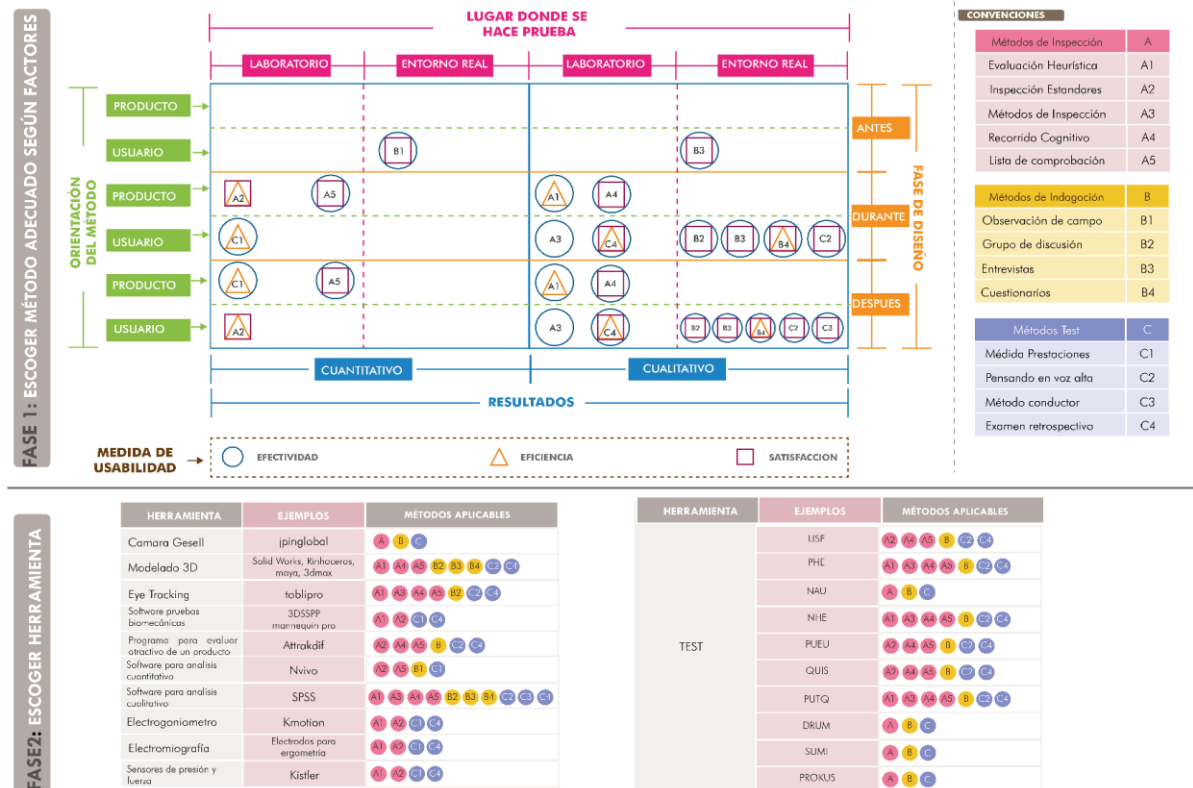 FASE 1: ESCOGER MÉTODO ADECUADO SEGÚN FACTORES
LUGAR DONDE SE
HACE PRUEBA
LABORATORIO
ENTORNO REAL
LABORATORIO
ENTORNO REAL
ORIENTACIÓN
DEL MÉTODO
PRODUCTO
USUARIO
B1
B3
ANTES
PRODUCTO
A2
A5
A1
A4
DURANTE
USUARIO
C1
A3
C4
B2
B3
B4
C2
PRODUCTO
C1
A5
A1
A4
DESPUES
USUARIO
A2
A3
C4
B2
B3
B4
C2
C3
FASE DE DISEÑO
CUANTITATIVO
CUALITATIVO
RESULTADOS
MEDIDA DE
USABILIDAD
EFECTIVIDAD
EFICIENCIA
SATISFACCION
CONVENCIONES
Métodos de Inspección A
Evaluación Heurística A1
Inspección Estandares A2
Métodos de Inspección A3
Recorrido Cognitivo A4
Lista de comprobación A5
Métodos de Indagación B
Observación de campo B1
Grupo de discusión B2
Entrevistas B3
Cuestionarios B4
Métodos Test C
Médida Prestaciones C1
Pensando en voz alta C2
Método conductor C3
Examen retrospectivo C4
FASE2: ESCOGER HERRAMIENTA
HERRAMIENTA EJEMPLOS MÉTODOS APLICABLES
Camara Gesell jpinglobal A B C
Modelado 3D Solid Works, Rinhoceros,
maya, 3dmax A1 A4 A5 B2 B3 B4 C2 C4
Eye Tracking toblipro A1 A3 A4 A5 B2 C2 C4
Software pruebas
biomecánicas 3DSSPP
mannequin pro A1 A2 C1 C4
Programa para evaluar
atractivo de un producto Attrakdif A2 A4 A5 B C2 C4
Software para analisis
cuantitativo Nvivo A2 A5 B1 C1
Software para analisis
cualitativo SPSS A1 A3 A4 A5 B2 B3 B4 C2 C3 C4
Electrogoniometro Kmotion A1 A2 C1 C4
Electromiografía Electrodos para
ergometría A1 A2 C1 C4
Sensores de presión y
fuerza Kistler A1 A2 C1 C4
HERRAMIENTA EJEMPLOS MÉTODOS APLICABLES
TEST
USE A2 A4 A5 B C2 C4
PHE A1 A3 A4 A5 B C2 C4
NAU A B C
NHE A1 A3 A4 A5 B C2 C4
PUEU A2 A4 A5 B C2 C4
QUIS A2 A4 A5 B C2 C4
PUTQ A1 A3 A4 A5 B C2 C4
DRUM A B C
SUMI A B C
PROKUS A B C